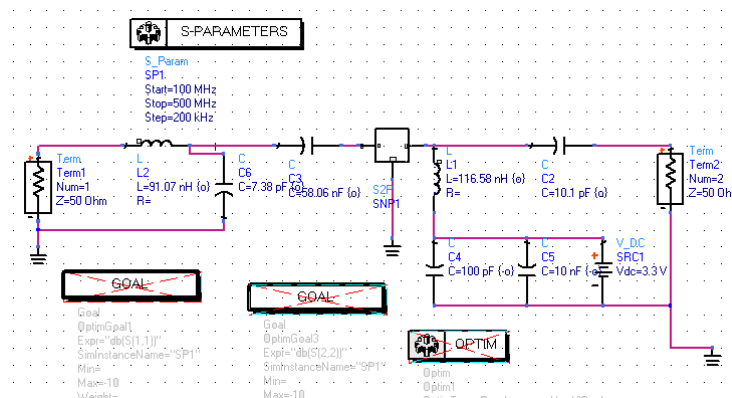 S-PARAMETERS
S_Param
SP1
Start=100 MHz
Stop=500 MHz
Step=200 kHz
Term
Term1
Num=1
Z=50 Ohm
L
L2
L=91.07 nH {o}
R=
C
C6
C=7.38 pF {o}
C
C3
C=58.06 nF {o}
S2P
SNP1
L
L1
L=116.58 nH {o}
R=
C
C2
C=10.1 pF {o}
Term
Term2
Num=2
Z=50 Oh
C
C4
C=100 pF {-o}
C
C5
C=10 nF {-o}
V_DC
SRC1
Vdc=3.3 V
GOAL
Goal
OptimGoal1
Expr="db(S(1,1))"
SimInstanceName="SP1"
Min=
Max=-10
Weight=
GOAL
Goal
OptimGoal3
Expr="db(S(2,2))"
SimInstanceName="SP1"
Min=
Max=-10
OPTIM
Optim
Optim1